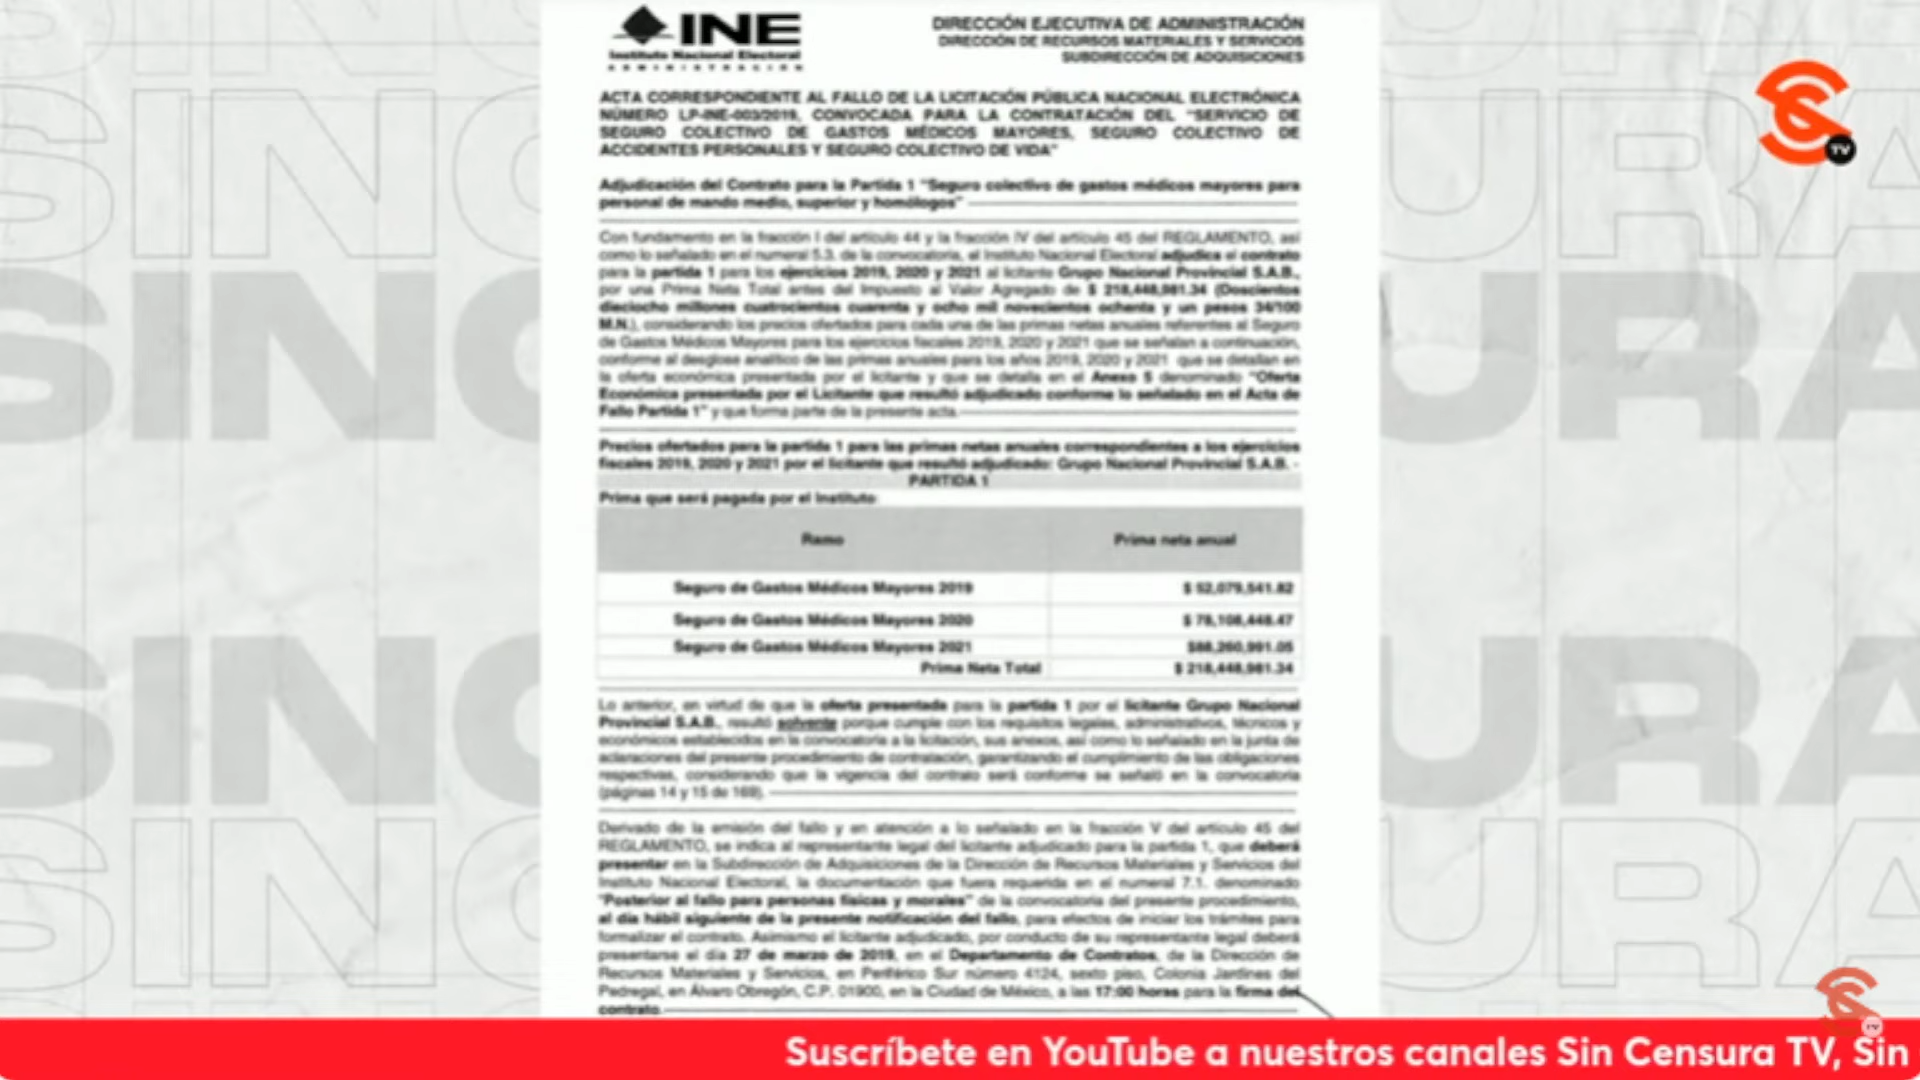 INE
Instituto Nacional Electoral
ADMINISTRACIÓN
DIRECCIÓN EJECUTIVA DE ADMINISTRACIÓN
DIRECCIÓN DE RECURSOS MATERIALES Y SERVICIOS
SUBDIRECCIÓN DE ADQUISICIONES
ACTA CORRESPONDIENTE AL FALLO DE LA LICITACIÓN PÚBLICA NACIONAL ELECTRÓNICA
NÚMERO LP-INE-003/2019, CONVOCADA PARA LA CONTRATACIÓN DEL "SERVICIO DE
SEGURO COLECTIVO DE GASTOS MÉDICOS MAYORES, SEGURO COLECTIVO DE
ACCIDENTES PERSONALES Y SEGURO COLECTIVO DE VIDA"
Adjudicación del Contrato para la Partida 1 "Seguro colectivo de gastos médicos mayores para
personal de mando medio, superior y homólogos"
Con fundamento en la fracción I del artículo 44 y la fracción IV del artículo 45 del REGLAMENTO, así
como lo señalado en el numeral 5.3. de la convocatoria, el Instituto Nacional Electoral adjudica el contrato
para la partida 1 para los ejercicios 2019, 2020 y 2021 al licitante Grupo Nacional Provincial S.A.B.,
por una Prima Neta Total antes del Impuesto al Valor Agregado de $ 218,448,981.34 (Doscientos
dieciocho millones cuatrocientos cuarenta y ocho mil novecientos ochenta y un pesos 34/100
M.N.), considerando los precios ofertados para cada una de las primas netas anuales referentes al Seguro
de Gastos Médicos Mayores para los ejercicios fiscales 2019, 2020 y 2021 que se señalan a continuación,
conforme al desglose analítico de las primas anuales para los años 2019, 2020 y 2021 que se detallan en
la oferta económica presentada por el licitante y que se detalla en el Anexo 5 denominado "Oferta
Económica presentada por el Licitante que resultó adjudicado conforme lo señalado en el Acta de
Fallo Partida 1" y que forma parte de la presente acta.
Precios ofertados para la partida 1 para las primas netas anuales correspondientes a los ejercicios
fiscales 2019, 2020 y 2021 por el licitante que resultó adjudicado: Grupo Nacional Provincial S.A.B. -
PARTIDA 1
Prima que será pagada por el Instituto:
Ramo Prima neta anual
Seguro de Gastos Médicos Mayores 2019 $ 52,079,541.82
Seguro de Gastos Médicos Mayores 2020 $ 78,108,448.47
Seguro de Gastos Médicos Mayores 2021 $88,260,991.05
Prima Neta Total $ 218,448,981.34
Lo anterior, en virtud de que la oferta presentada para la partida 1 por el licitante Grupo Nacional
Provincial S.A.B., resultó solvente porque cumple con los requisitos legales, administrativos, técnicos y
económicos establecidos en la convocatoria a la licitación, sus anexos, así como lo señalado en la junta de
aclaraciones del presente procedimiento de contratación, garantizando el cumplimiento de las obligaciones
respectivas, considerando que la vigencia del contrato será conforme se señaló en la convocatoria
(páginas 14 y 15 de 169).
Derivado de la emisión del fallo y en atención a lo señalado en la fracción V del artículo 45 del
REGLAMENTO, se indica al representante legal del licitante adjudicado para la partida 1, que deberá
presentar en la Subdirección de Adquisiciones de la Dirección de Recursos Materiales y Servicios del
Instituto Nacional Electoral, la documentación que fuera requerida en el numeral 7.1. denominado
"Posterior al fallo para personas físicas y morales" de la convocatoria del presente procedimiento,
al día hábil siguiente de la presente notificación del fallo, para efectos de iniciar los trámites para
formalizar el contrato. Asimismo el licitante adjudicado, por conducto de su representante legal deberá
presentarse el día 27 de marzo de 2019, en el Departamento de Contratos, de la Dirección de
Recursos Materiales y Servicios, en Periférico Sur número 4124, sexto piso, Colonia Jardines del
Pedregal, en Álvaro Obregón, C.P. 01900, en la Ciudad de México, a las 17:00 horas para la firma del
contrato.
SIN
URA
SIN
URA
SIN
URA
SIN
URA
TV
TV
Suscríbete en YouTube a nuestros canales Sin Censura TV, Sin